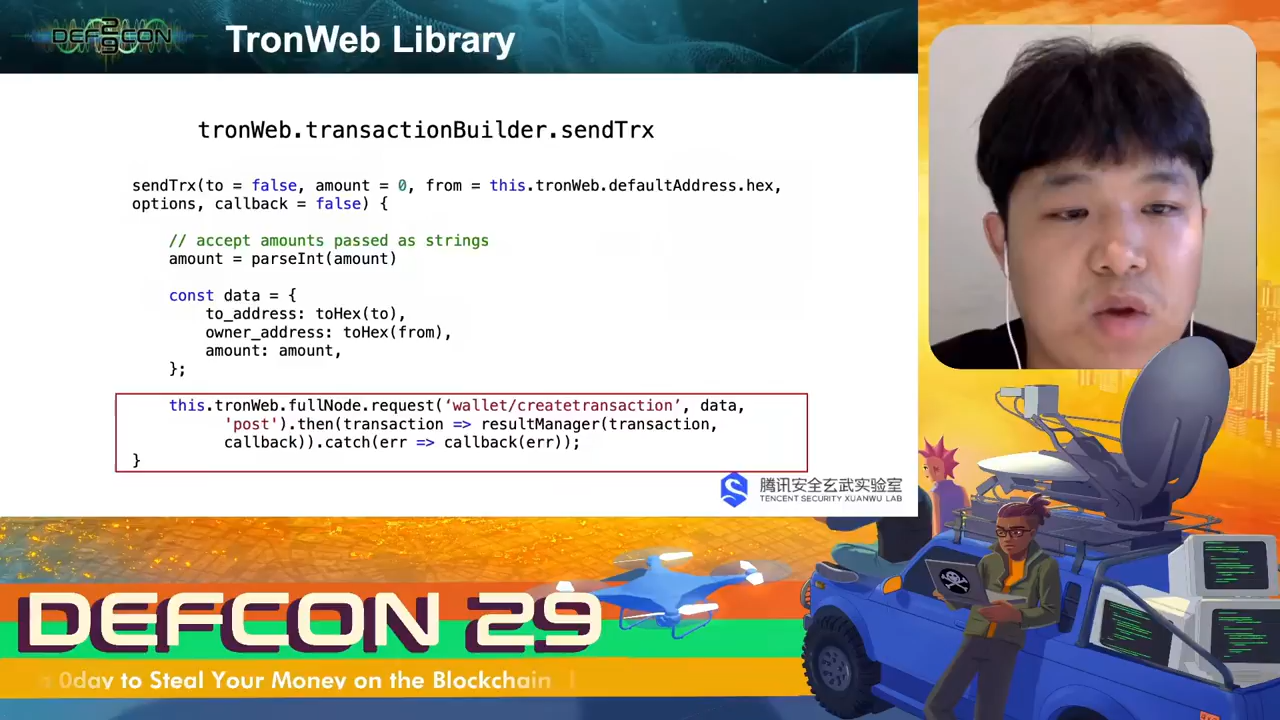 DEFCON
29
TronWeb Library
tronWeb.transactionBuilder.sendTrx
sendTrx(to = false, amount = 0, from = this.tronWeb.defaultAddress.hex,
options, callback = false) {
// accept amounts passed as strings
amount = parseInt(amount)
const data = {
to_address: toHex(to),
owner_address: toHex(from),
amount: amount,
};
this.tronWeb.fullNode.request(‘wallet/createtransaction’, data,
'post').then(transaction => resultManager(transaction,
callback)).catch(err => callback(err));
}
腾讯安全玄武实验室
TENCENT SECURITY XUANWU LAB
DEFCON 29
0day to Steal Your Money on the Blockchain